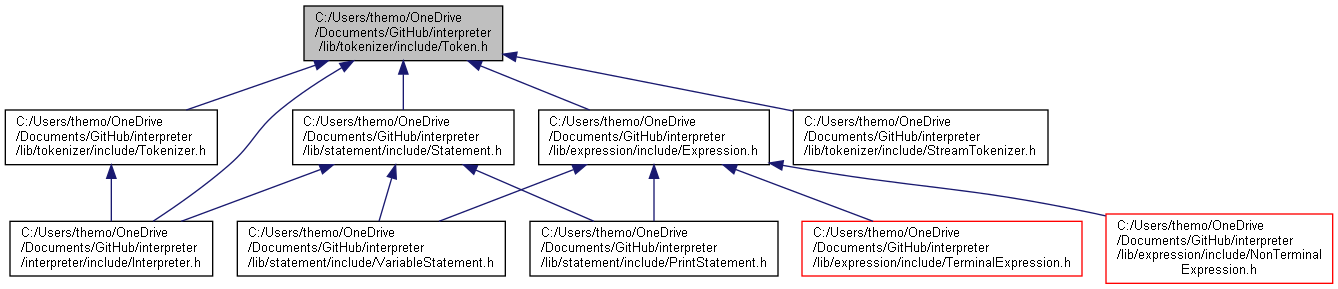 C:/Users/themo/OneDrive
/Documents/GitHub/interpreter
/lib/tokenizer/include/Token.h
C:/Users/themo/OneDrive
/Documents/GitHub/interpreter
/lib/tokenizer/include/Tokenizer.h
C:/Users/themo/OneDrive
/Documents/GitHub/interpreter
/lib/statement/include/Statement.h
C:/Users/themo/OneDrive
/Documents/GitHub/interpreter
/lib/expression/include/Expression.h
C:/Users/themo/OneDrive
/Documents/GitHub/interpreter
/lib/tokenizer/include/StreamTokenizer.h
C:/Users/themo/OneDrive
/Documents/GitHub/interpreter
/interpreter/include/Interpreter.h
C:/Users/themo/OneDrive
/Documents/GitHub/interpreter
/lib/statement/include/VariableStatement.h
C:/Users/themo/OneDrive
/Documents/GitHub/interpreter
/lib/statement/include/PrintStatement.h
C:/Users/themo/OneDrive
/Documents/GitHub/interpreter
/lib/expression/include/TerminalExpression.h
C:/Users/themo/OneDrive
/Documents/GitHub/interpreter
/lib/expression/include/NonTerminal
Expression.h